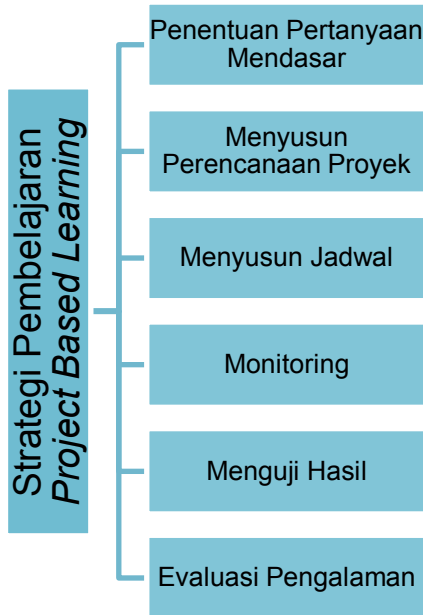 Strategi Pembelajaran
Project Based Learning
Penentuan Pertanyaan
Mendasar
Menyusun
Perencanaan Proyek
Menyusun Jadwal
Monitoring
Menguji Hasil
Evaluasi Pengalaman